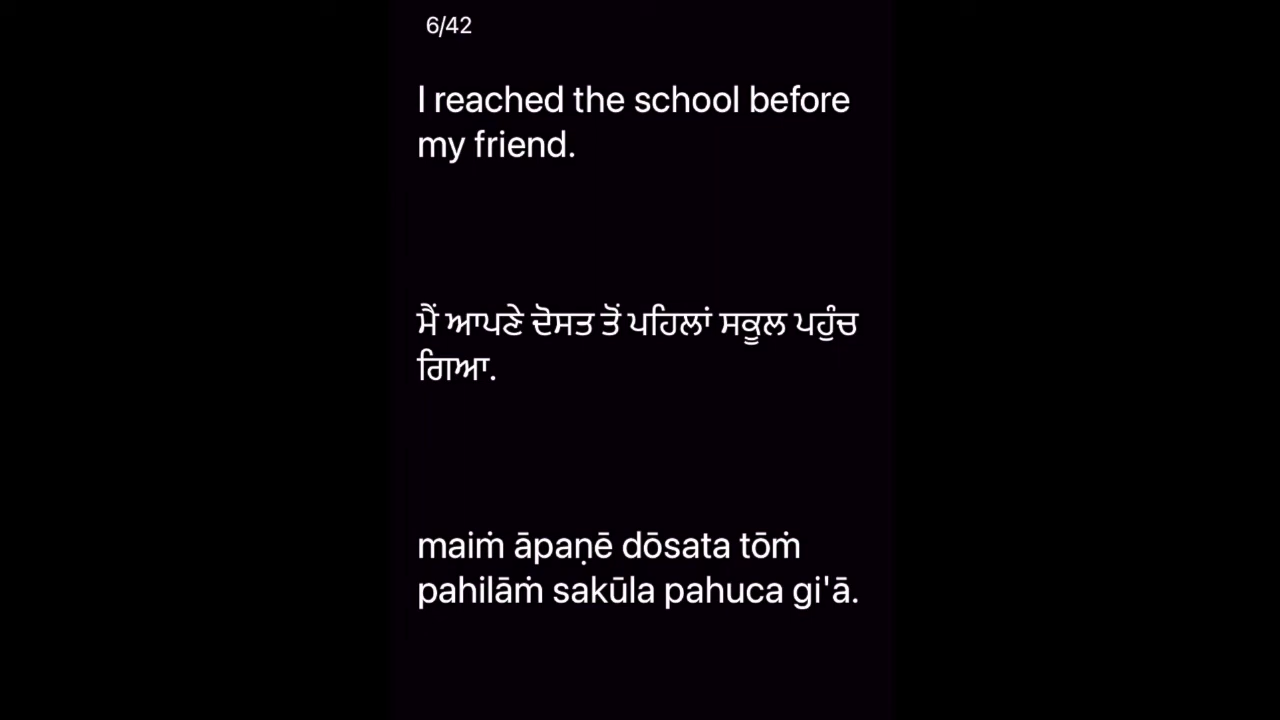 6/42
I reached the school before
my friend.
ਮੈਂ ਆਪਣੇ ਦੋਸਤ ਤੋਂ ਪਹਿਲਾਂ ਸਕੂਲ ਪਹੁੰਚ
ਗਿਆ.
maiṁ āpaṇē dōsata tōṁ
pahilāṁ sakūla pahuca gi'ā.